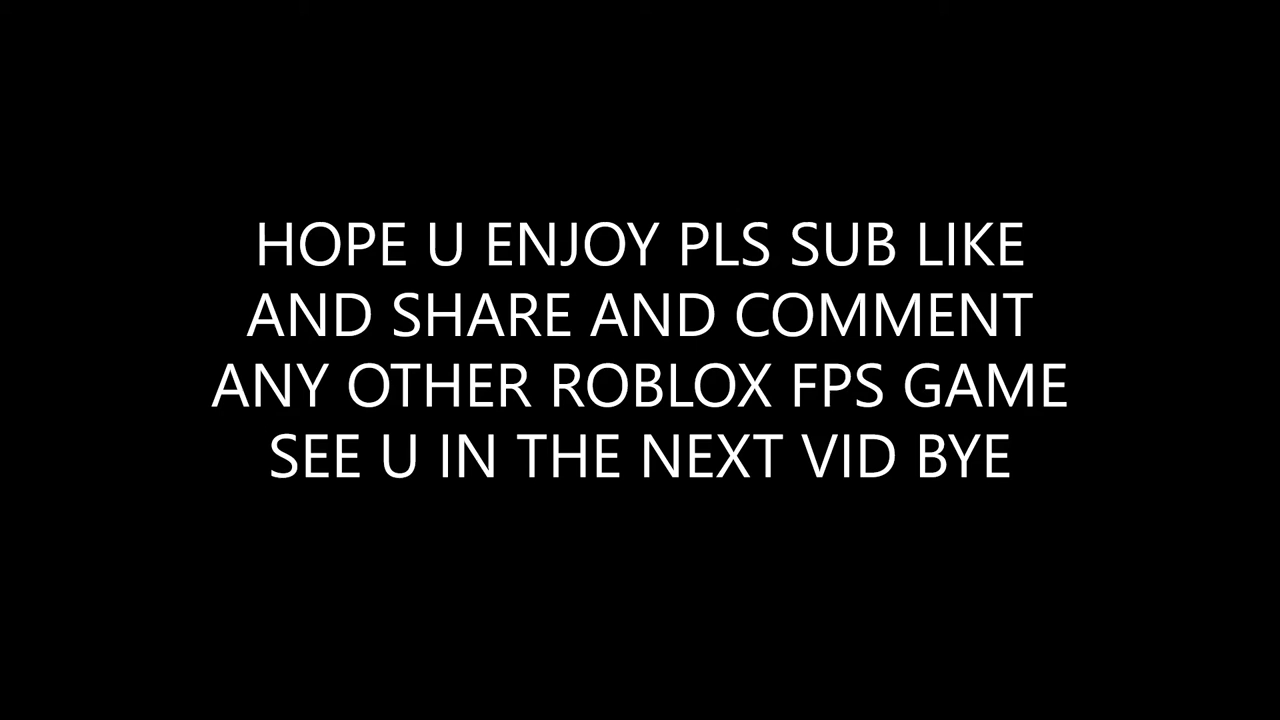 HOPE U ENJOY PLS SUB LIKE
AND SHARE AND COMMENT
ANY OTHER ROBLOX FPS GAME
SEE U IN THE NEXT VID BYE